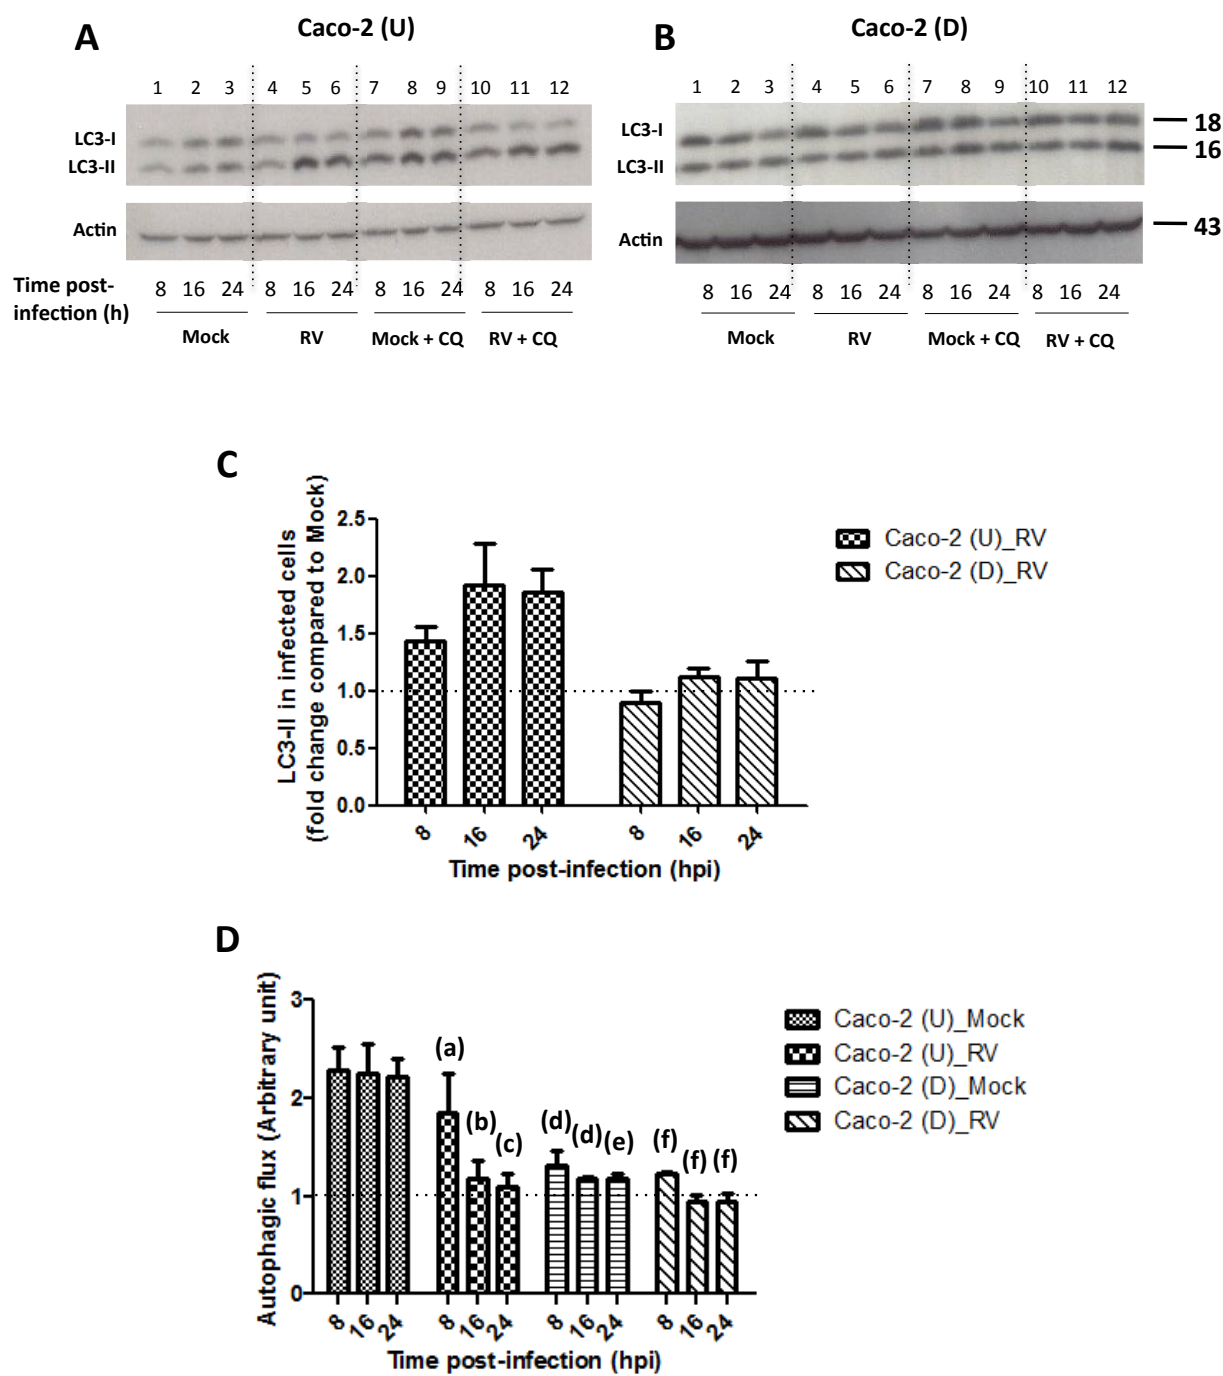 A
Caco-2 (U)
1 2 3 4 5 6 7 8 9 10 11 12
LC3-I
LC3-II
Actin
Time post-
infection (h)
8 16 24 8 16 24 8 16 24 8 16 24
Mock RV Mock + CQ RV + CQ
B
Caco-2 (D)
1 2 3 4 5 6 7 8 9 10 11 12
LC3-I
LC3-II
Actin
18
16
43
8 16 24 8 16 24 8 16 24 8 16 24
Mock RV Mock + CQ RV + CQ
C
LC3-II in infected cells
(fold change compared to Mock)
2.5
2.0
1.5
1.0
0.5
0.0
8 16 24 8 16 24
Time post-infection (hpi)
Caco-2 (U)_RV
Caco-2 (D)_RV
D
Autophagic flux (Arbitrary unit)
3
2
1
0
(a) (b) (c) (d) (d) (e) (f) (f) (f)
8 16 24 8 16 24 8 16 24 8 16 24
Time post-infection (hpi)
Caco-2 (U)_Mock
Caco-2 (U)_RV
Caco-2 (D)_Mock
Caco-2 (D)_RV